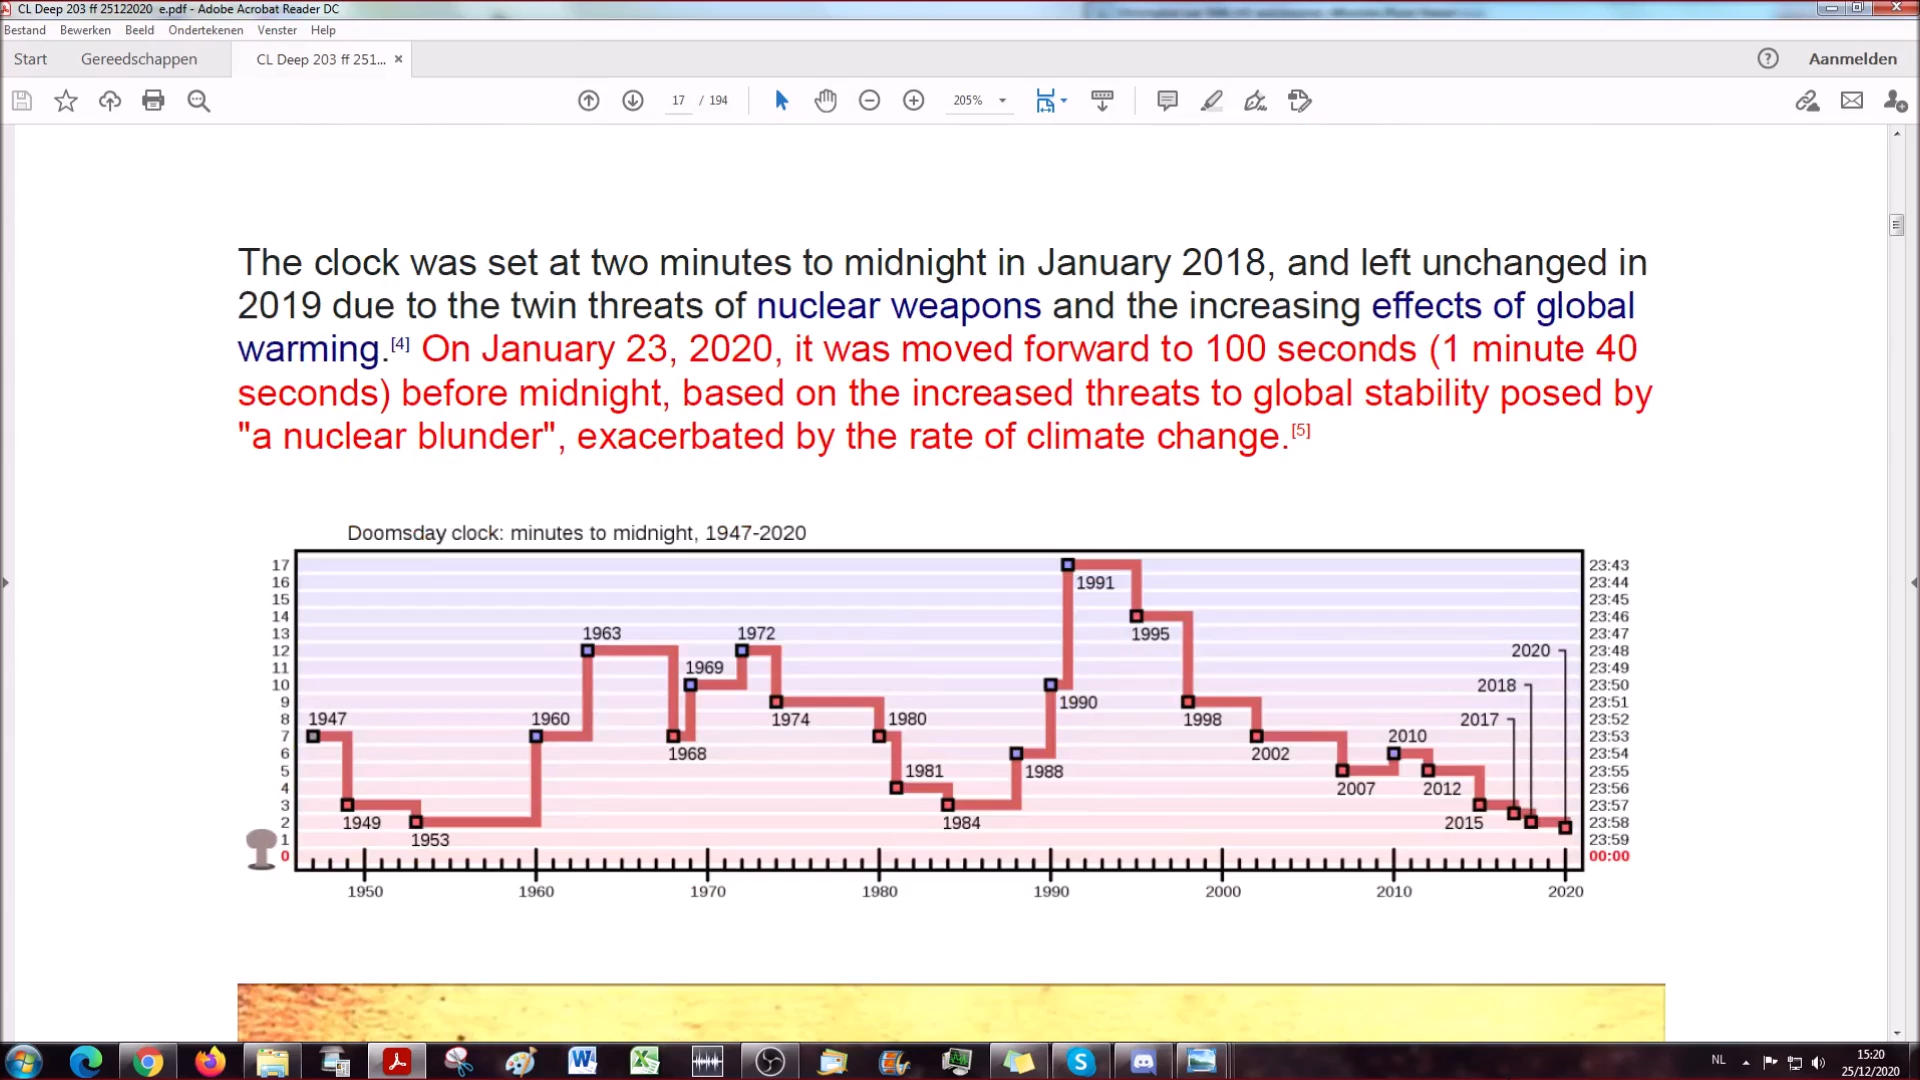 CL Deep 203 ff 25122020 e.pdf - Adobe Acrobat Reader DC
Bestand Bewerken Beeld Ondertekenen Venster Help
Start Gereedschappen CL Deep 203 ff 251... × Aanmelden
17 / 194 205%
The clock was set at two minutes to midnight in January 2018, and left unchanged in
2019 due to the twin threats of nuclear weapons and the increasing effects of global
warming.[4] On January 23, 2020, it was moved forward to 100 seconds (1 minute 40
seconds) before midnight, based on the increased threats to global stability posed by
"a nuclear blunder", exacerbated by the rate of climate change.[5]
Doomsday clock: minutes to midnight, 1947-2020
17 23:43
16 1991 23:44
15 23:45
14 23:46
13 1963 1972 1995 23:47
12 2020 23:48
11 1969 23:49
10 2018 23:50
9 1990 23:51
8 1947 1960 1974 1980 1998 2017 23:52
7 2010 23:53
6 1968 2002 23:54
5 1981 1988 23:55
4 2007 2012 23:56
3 23:57
2 1949 1984 2015 23:58
1 1953 23:59
0 00:00
1950 1960 1970 1980 1990 2000 2010 2020
NL 15:20
25/12/2020